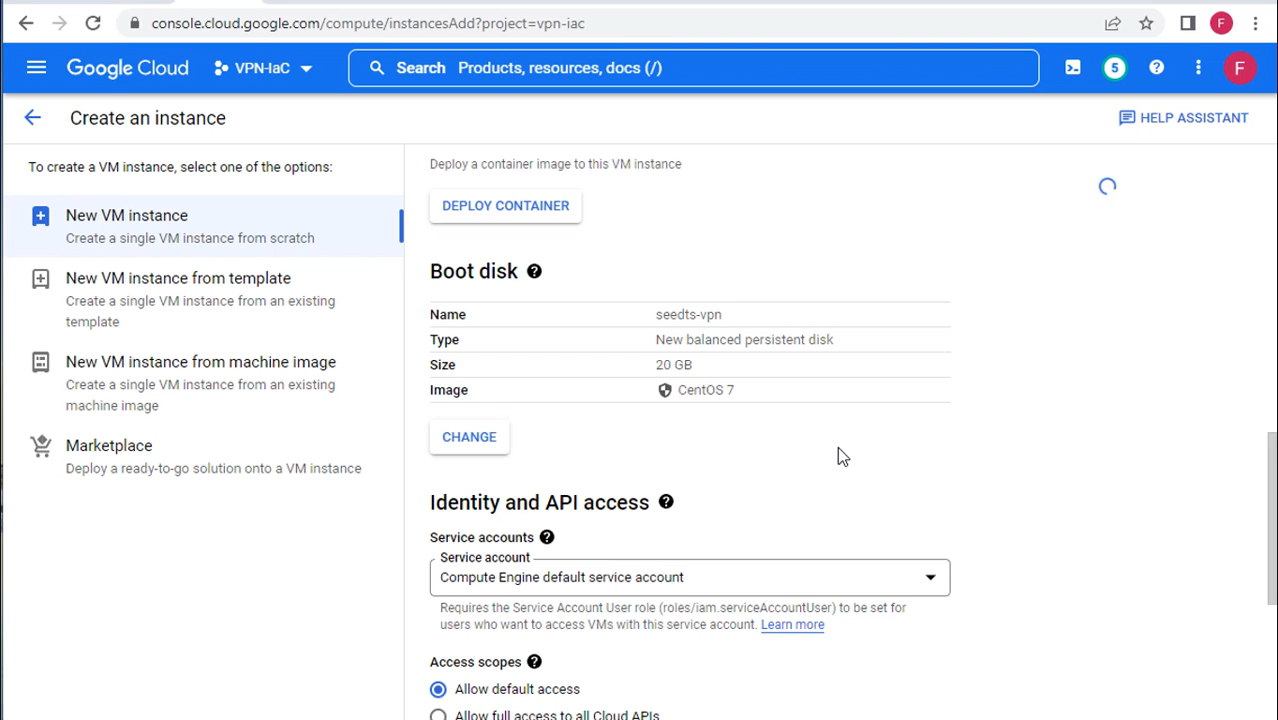 console.cloud.google.com/compute/instancesAdd?project=vpn-iac
F
Google Cloud
VPN-IaC
Search Products, resources, docs (/)
5
F
Create an instance
HELP ASSISTANT
To create a VM instance, select one of the options:
New VM instance
Create a single VM instance from scratch
New VM instance from template
Create a single VM instance from an existing
template
New VM instance from machine image
Create a single VM instance from an existing
machine image
Marketplace
Deploy a ready-to-go solution onto a VM instance
Deploy a container image to this VM instance
DEPLOY CONTAINER
Boot disk
Name seedts-vpn
Type New balanced persistent disk
Size 20 GB
Image CentOS 7
CHANGE
Identity and API access
Service accounts
Service account
Compute Engine default service account
Requires the Service Account User role (roles/iam.serviceAccountUser) to be set for
users who want to access VMs with this service account. Learn more
Access scopes
Allow default access
Allow full access to all Cloud APIs